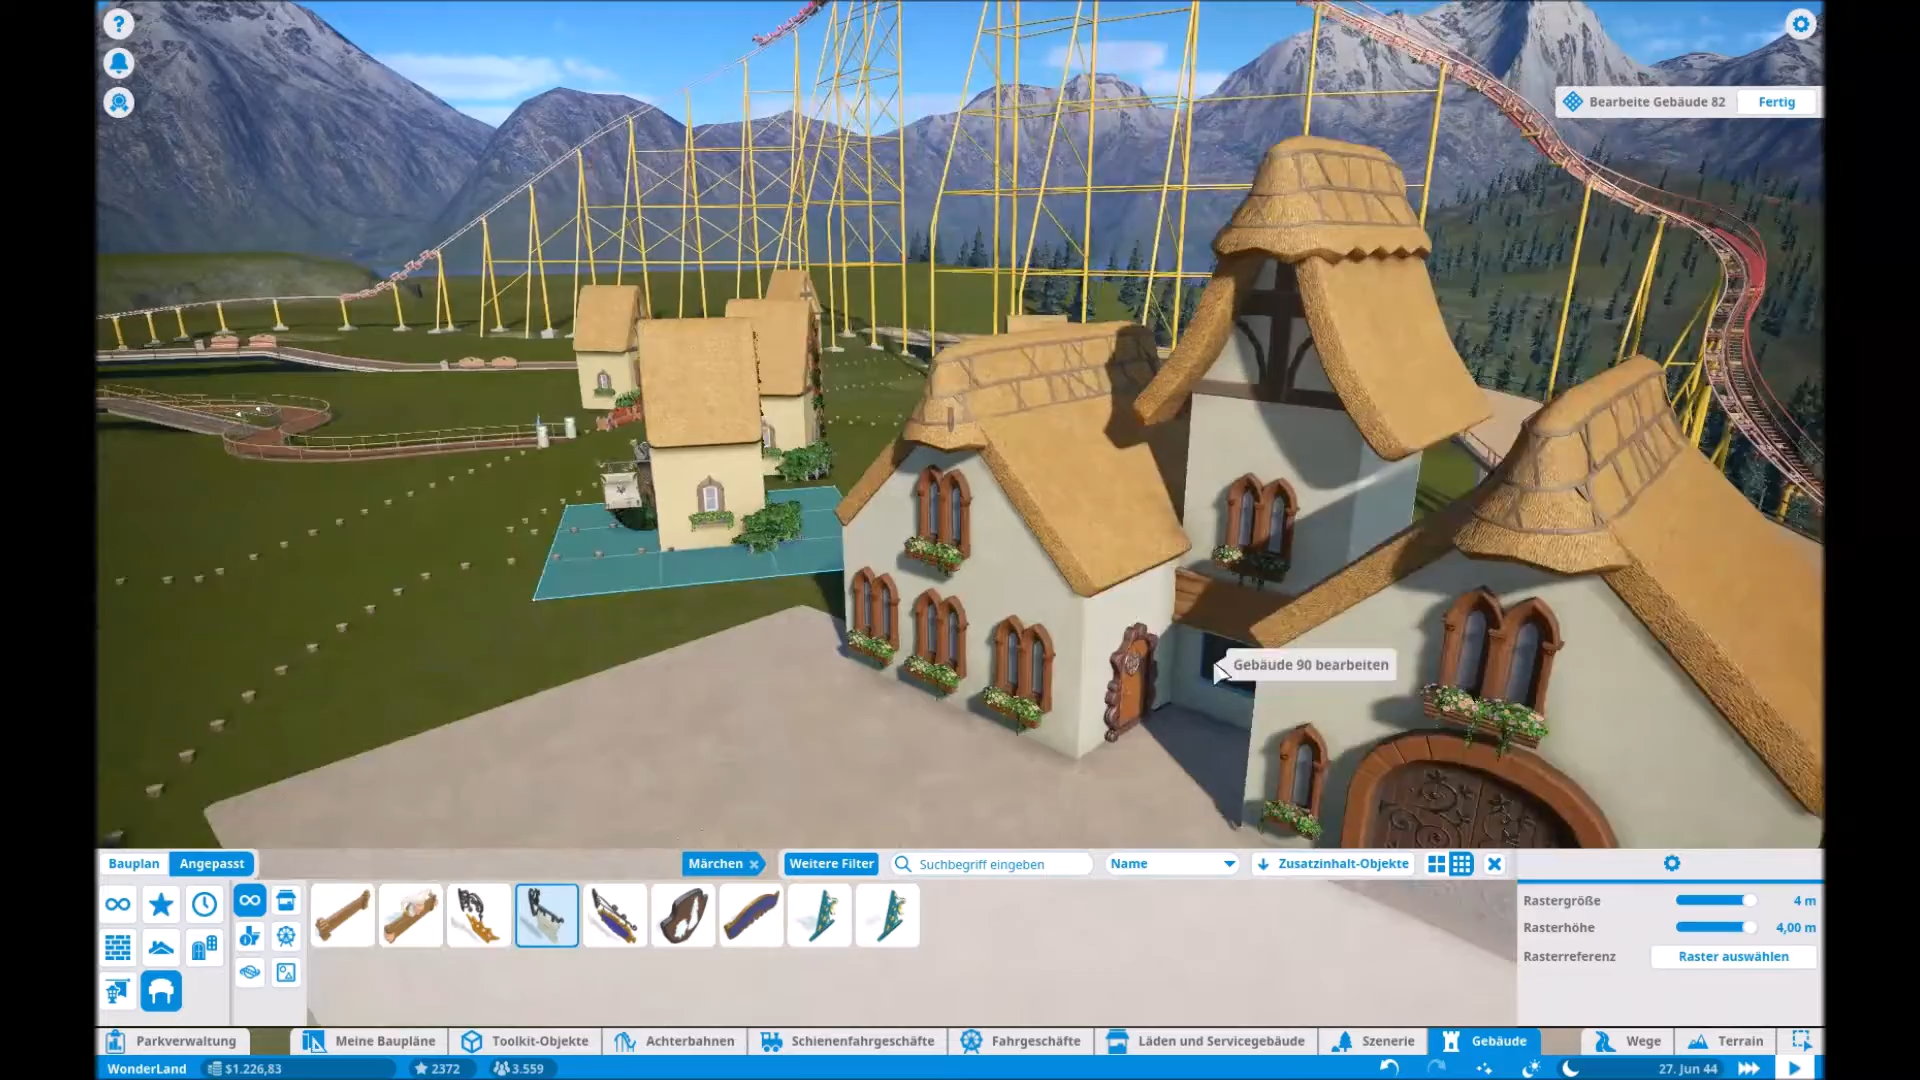 Bearbeite Gebäude 82
Fertig
Gebäude 90 bearbeiten
Bauplan
Angepasst
Märchen
Weitere Filter
Suchbegriff eingeben
Name
Zusatzinhalt-Objekte
Rastergröße
4 m
Rasterhöhe
4,00 m
Rasterreferenz
Raster auswählen
Parkverwaltung
Meine Baupläne
Toolkit-Objekte
Achterbahnen
Schienenfahrgeschäfte
Fahrgeschäfte
Läden und Servicegebäude
Szenerie
Gebäude
Wege
Terrain
WonderLand
$1.226,83
2372
3.559
27. Jun 44